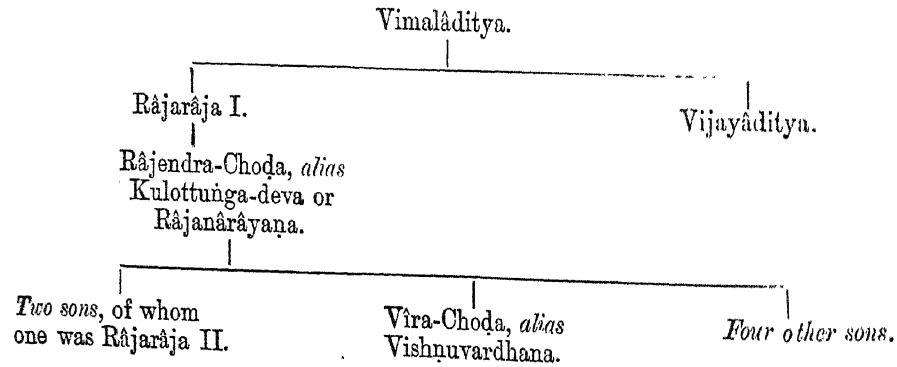 Vimalâditya.
Râjarâja I.
Vijayâditya.
Râjendra-Choḍa, alias
Kulottuṅga-deva or
Râjanârâyaṇa.
Two sons, of whom
one was Râjarâja II.
Vîra-Choḍa, alias
Vishṇuvardhana.
Four other sons.